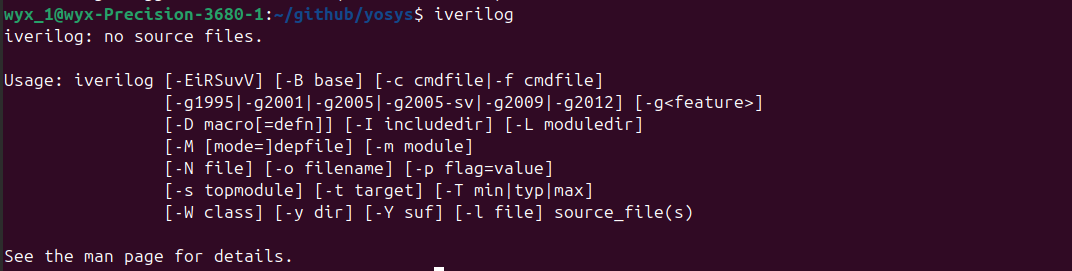 wyx_1@wyx-Precision-3680-1:~/github/yosys$ iverilog
iverilog: no source files.

Usage: iverilog [-EiRSuvV] [-B base] [-c cmdfile|-f cmdfile]
                [-g1995|-g2001|-g2005|-g2005-sv|-g2009|-g2012] [-g<feature>]
                [-D macro[=defn]] [-I includedir] [-L moduledir]
                [-M [mode=]depfile] [-m module]
                [-N file] [-o filename] [-p flag=value]
                [-s topmodule] [-t target] [-T min|typ|max]
                [-W class] [-y dir] [-Y suf] [-l file] source_file(s)

See the man page for details.